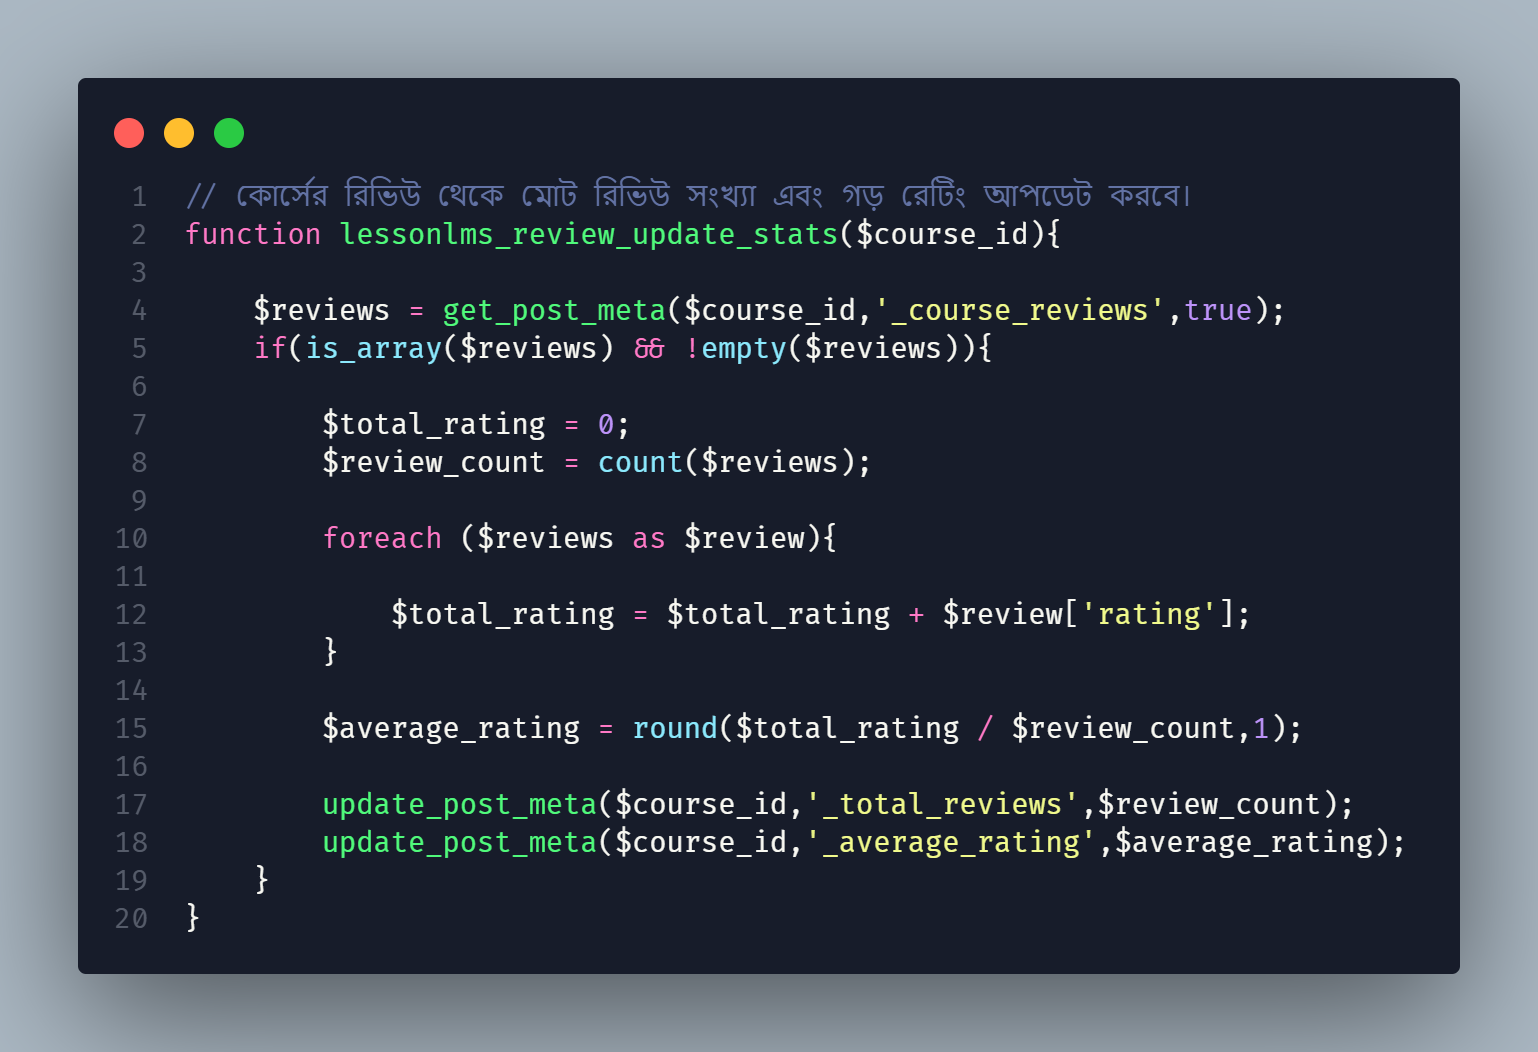 1 // কোর্সের রিভিউ থেকে মোট রিভিউ সংখ্যা এবং গড় রেটিং আপডেট করবে।
2 function lessonlms_review_update_stats($course_id){
3
4     $reviews = get_post_meta($course_id,'_course_reviews',true);
5     if(is_array($reviews) && !empty($reviews)){
6
7         $total_rating = 0;
8         $review_count = count($reviews);
9
10         foreach ($reviews as $review){
11
12             $total_rating = $total_rating + $review['rating'];
13         }
14
15         $average_rating = round($total_rating / $review_count,1);
16
17         update_post_meta($course_id,'_total_reviews',$review_count);
18         update_post_meta($course_id,'_average_rating',$average_rating);
19     }
20 }